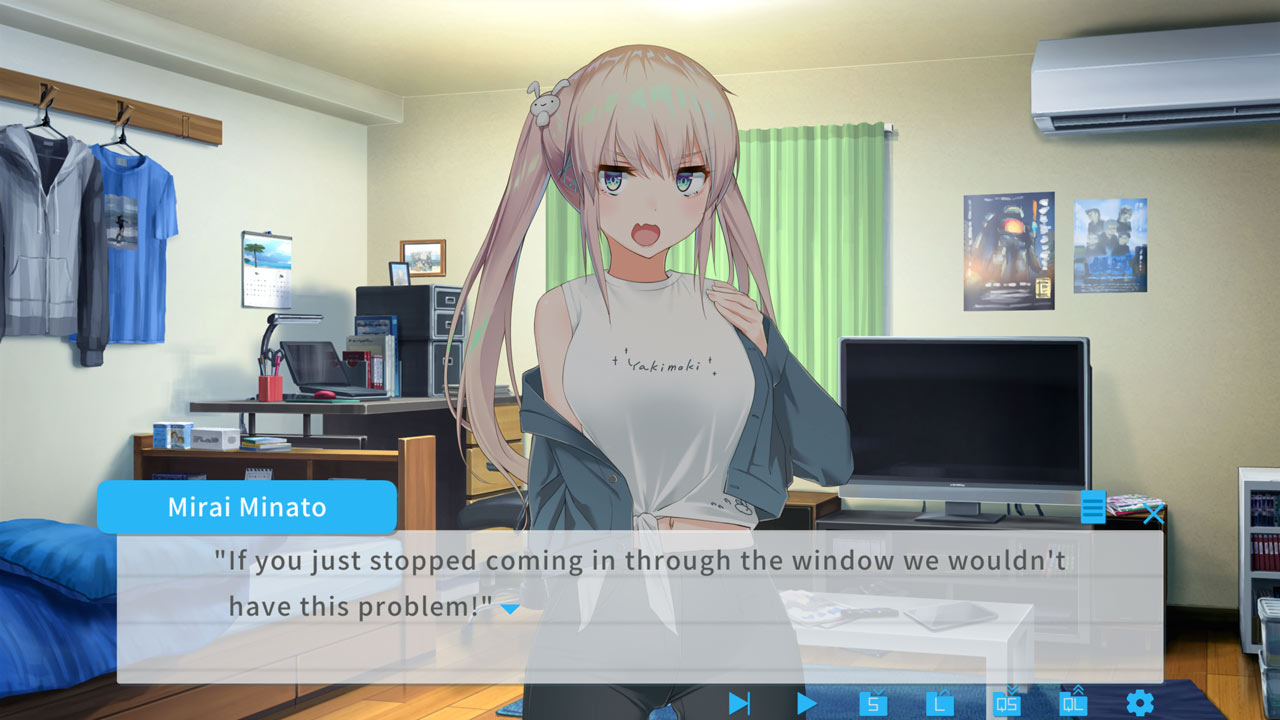 Yakimoki
Mirai Minato
"If you just stopped coming in through the window we wouldn't
have this problem!"
S
L
QS
QL